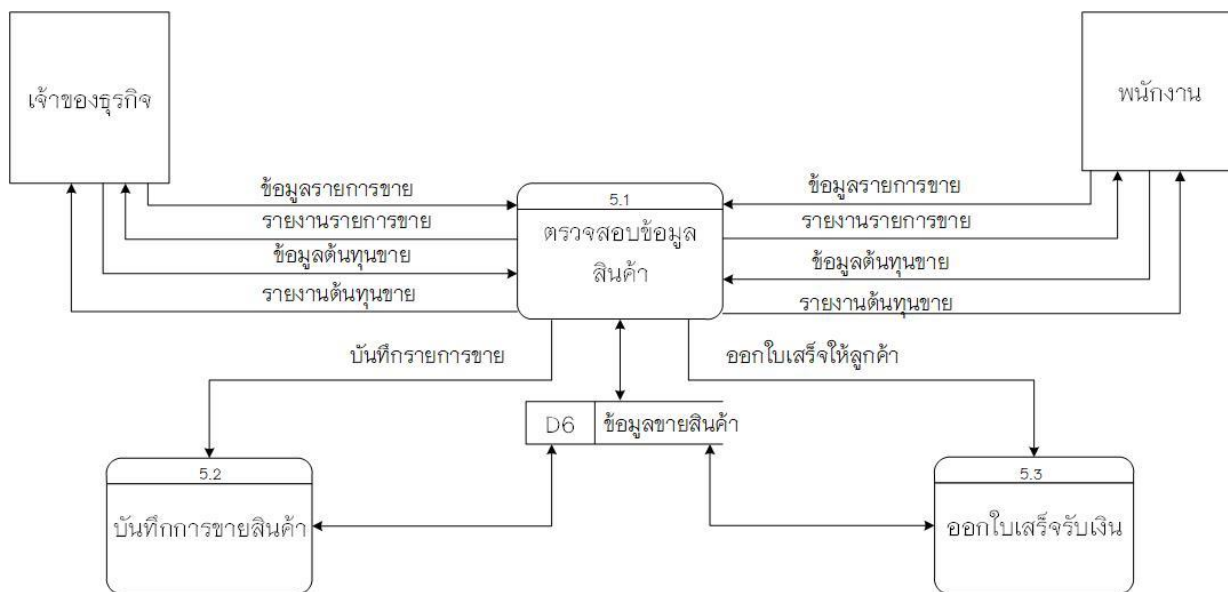 เจ้าของธุรกิจ
พนักงาน
ข้อมูลรายการขาย
รายงานรายการขาย
ข้อมูลต้นทุนขาย
รายงานต้นทุนขาย
5.1
ตรวจสอบข้อมูล
สินค้า
ข้อมูลรายการขาย
รายงานรายการขาย
ข้อมูลต้นทุนขาย
รายงานต้นทุนขาย
บันทึกรายการขาย
ออกใบเสร็จให้ลูกค้า
D6 ข้อมูลขายสินค้า
5.2
บันทึกการขายสินค้า
5.3
ออกใบเสร็จรับเงิน